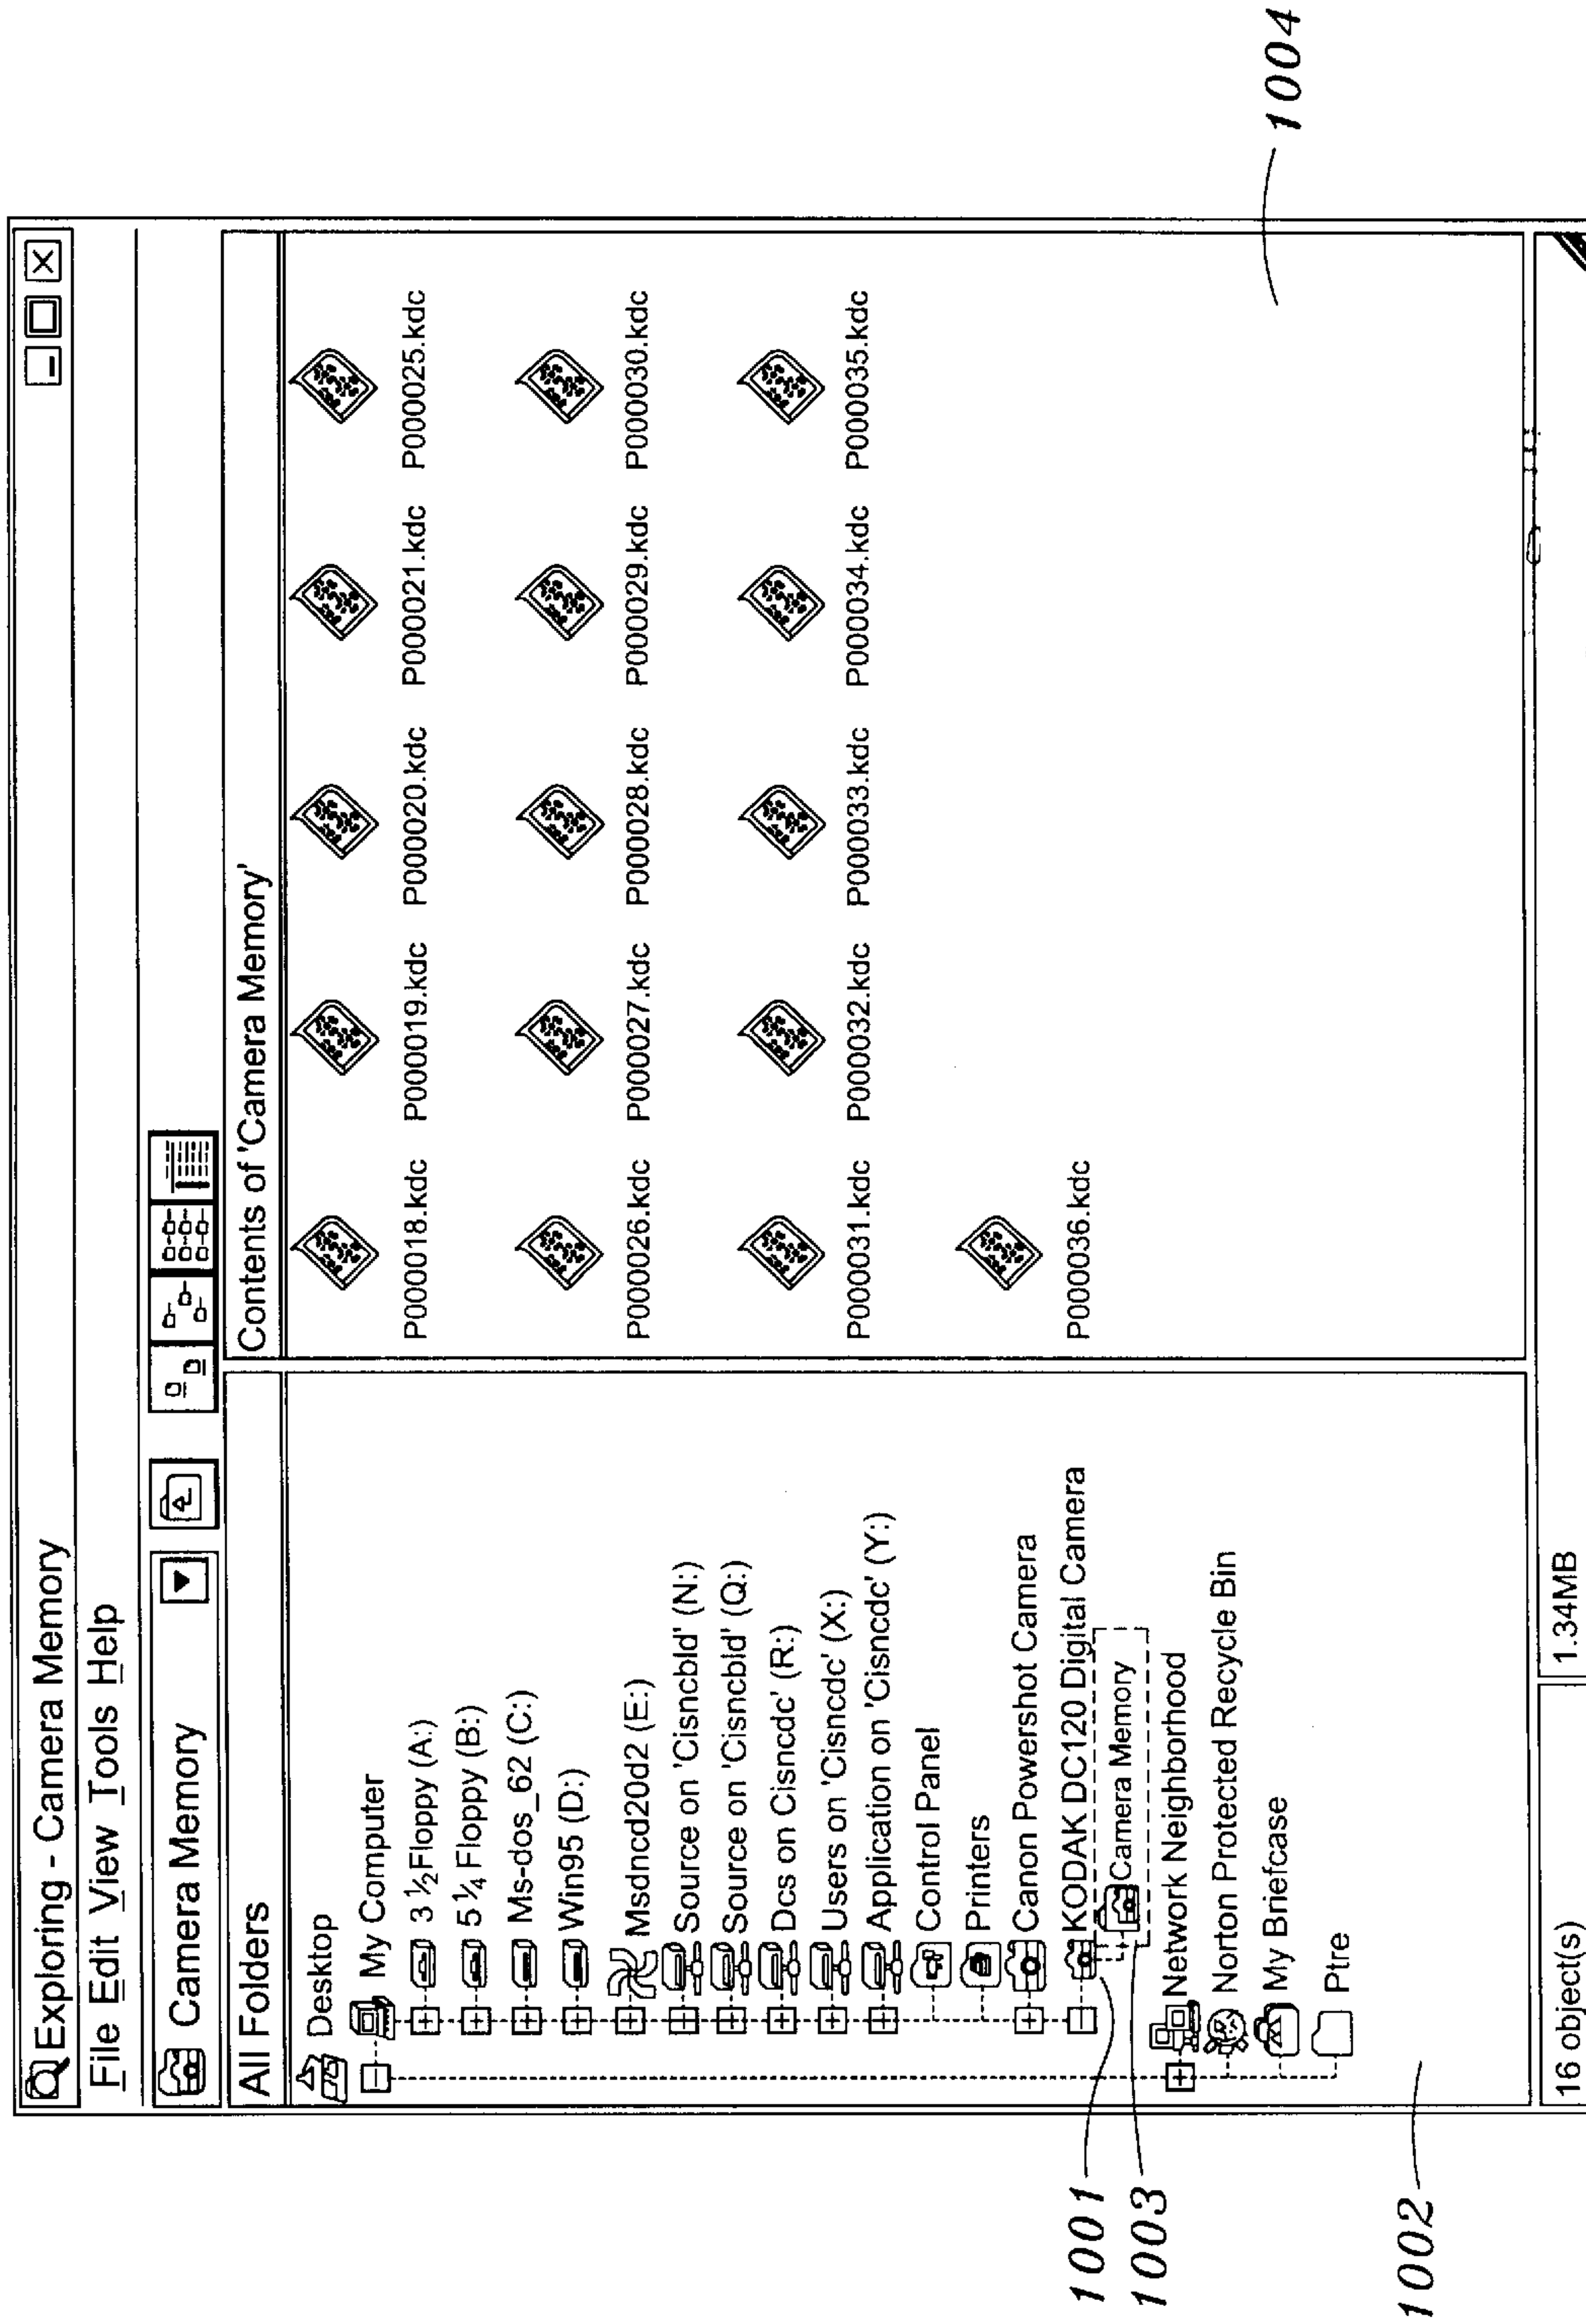 Exploring - Camera Memory
File Edit View Tools Help
Camera Memory
All Folders
Contents of 'Camera Memory'
Desktop
My Computer
3 ½Floppy (A:)
5 ¼ Floppy (B:)
Ms-dos_62 (C:)
Win95 (D:)
Msdncd20d2 (E:)
Source on 'Cisncbld' (N:)
Source on 'Cisncbld' (Q:)
Dcs on Cisncdc' (R:)
Users on 'Cisncdc' (X:)
Application on 'Cisncdc' (Y:)
Control Panel
Printers
Canon Powershot Camera
KODAK DC120 Digital Camera
Camera Memory
Network Neighborhood
Norton Protected Recycle Bin
My Briefcase
Ptre
P000018.kdc P000019.kdc P000020.kdc P000021.kdc P000025.kdc
P000026.kdc P000027.kdc P000028.kdc P000029.kdc P000030.kdc
P000031.kdc P000032.kdc P000033.kdc P000034.kdc P000035.kdc
P000036.kdc
16 object(s) 1.34MB
1001
1003
1002
1004